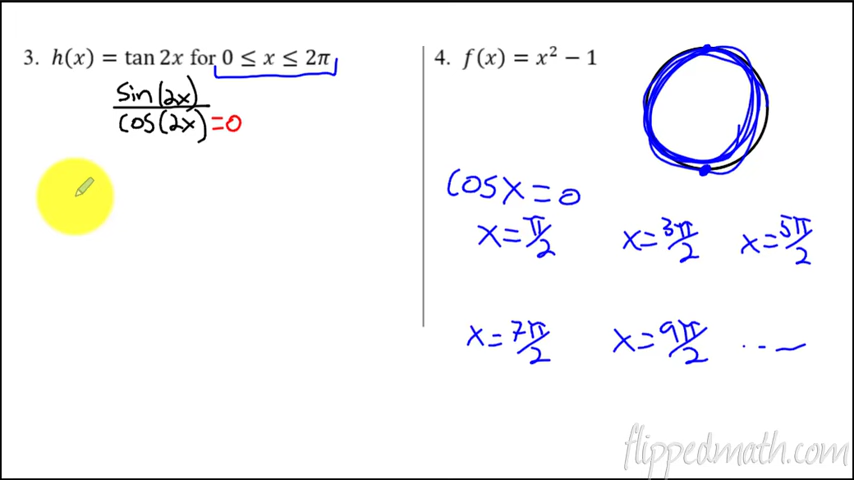 3. h(x) = tan 2x for 0 ≤ x ≤ 2π
sin(2x)
cos(2x) = 0
4. f(x) = x² − 1
cosx = 0
x = π/2 x = 3π/2 x = 5π/2
x = 7π/2 x = 9π/2 ...
flippedmath.com